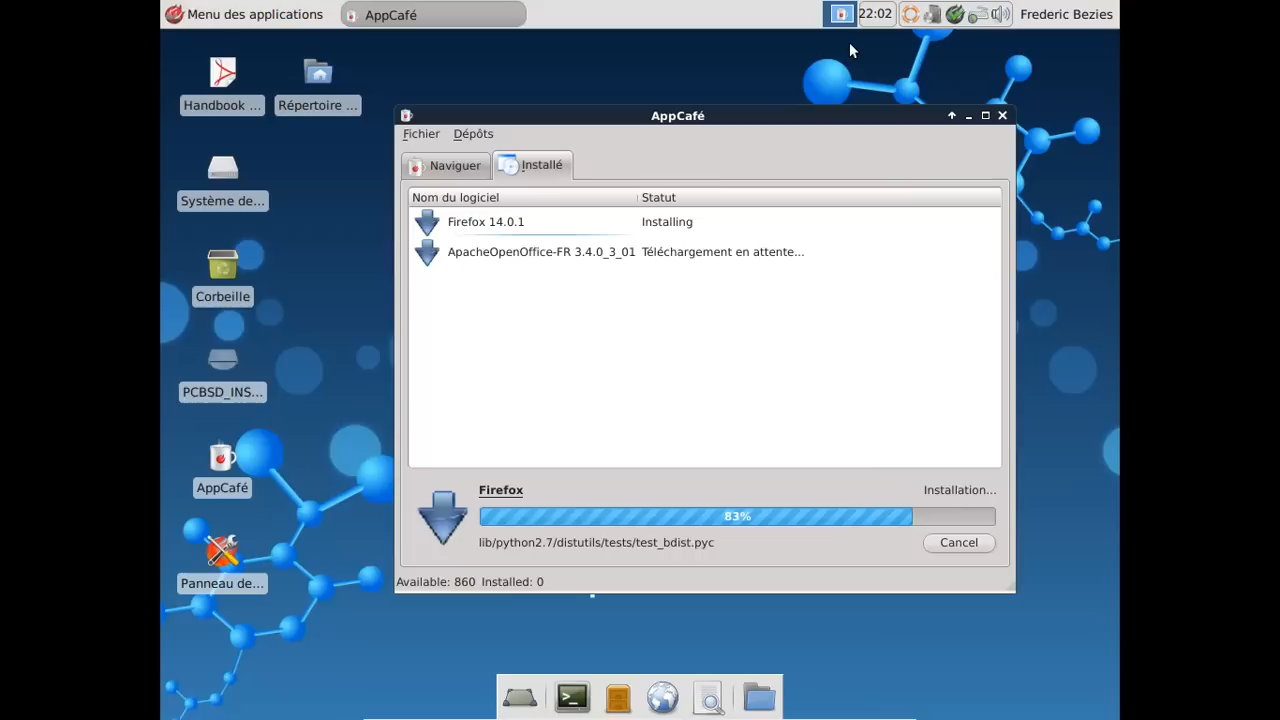 Menu des applications
AppCafé
22:02
Frederic Bezies
Handbook ...
Répertoire ...
Système de...
Corbeille
PCBSD_INS...
AppCafé
Panneau de...
AppCafé
Fichier Dépôts
Naviguer Installé
Nom du logiciel Statut
Firefox 14.0.1 Installing
ApacheOpenOffice-FR 3.4.0_3_01 Téléchargement en attente...
Firefox Installation...
83%
lib/python2.7/distutils/tests/test_bdist.pyc Cancel
Available: 860 Installed: 0
>_